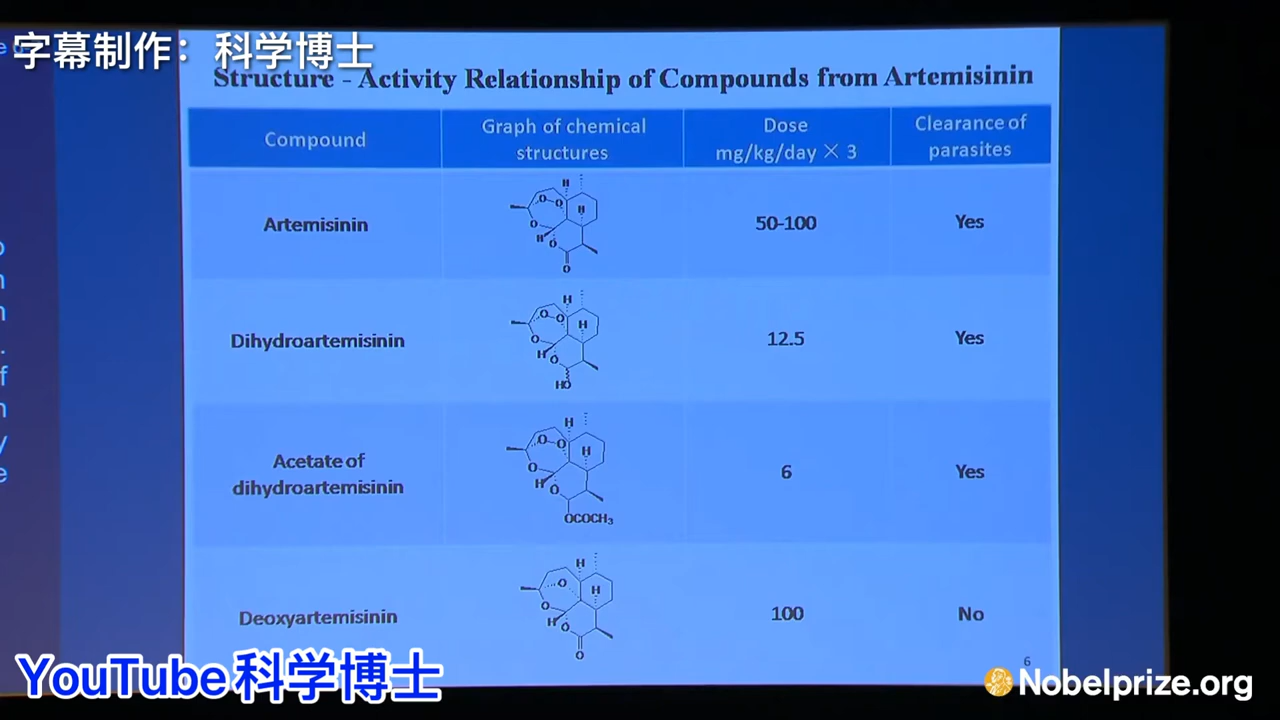 字幕制作：科学博士
Structure - Activity Relationship of Compounds from Artemisinin
Compound
Graph of chemical
structures
Dose
mg/kg/day × 3
Clearance of
parasites
Artemisinin
H
O
O
H
O
H
O
O
50-100
Yes
Dihydroartemisinin
H
O
O
H
O
H
O
HO
12.5
Yes
Acetate of
dihydroartemisinin
H
O
O
H
O
H
O
OCOCH3
6
Yes
Deoxyartemisinin
H
O
H
O
H
O
O
100
No
6
YouTube科学博士
Nobelprize.org